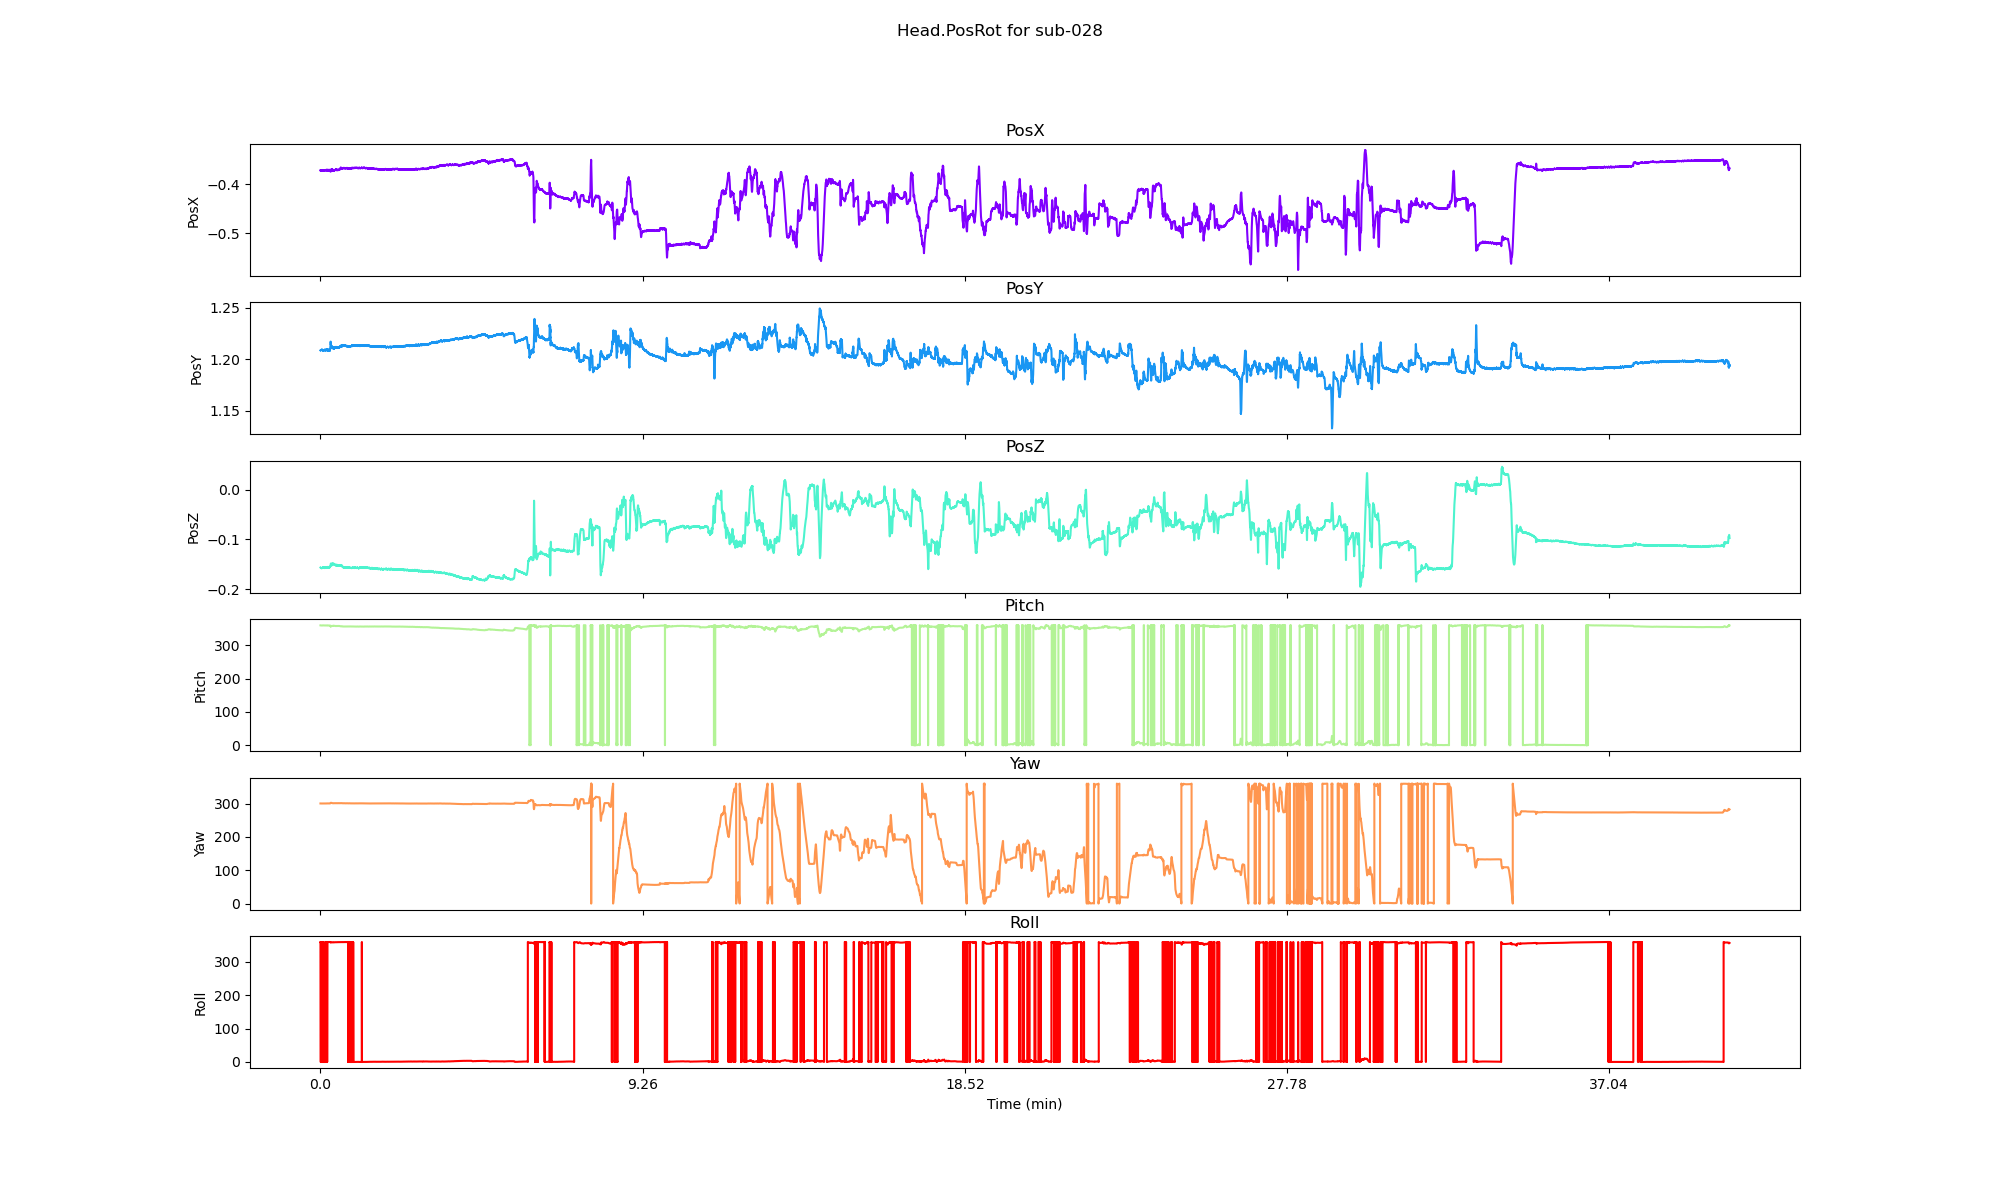 Head.PosRot for sub-028
PosX
PosX
−0.4
−0.5
PosY
PosY
1.25
1.20
1.15
PosZ
PosZ
0.0
−0.1
−0.2
Pitch
Pitch
300
200
100
0
Yaw
Yaw
300
200
100
0
Roll
Roll
300
200
100
0
0.0 9.26 18.52 27.78 37.04
Time (min)